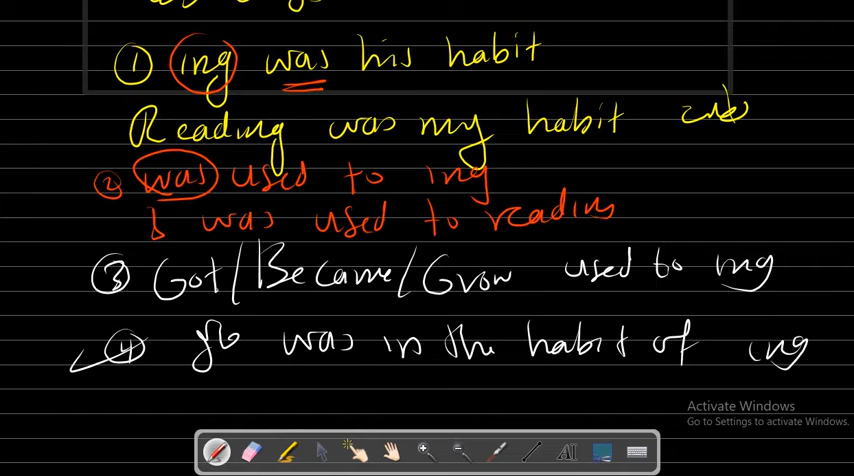 ① ing was his habit
Reading was my habit
② was used to ing
I was used to reading
③ Got/Became/Grow used to ing
④ was in the habit of ing
Activate Windows
Go to Settings to activate Windows.
AI